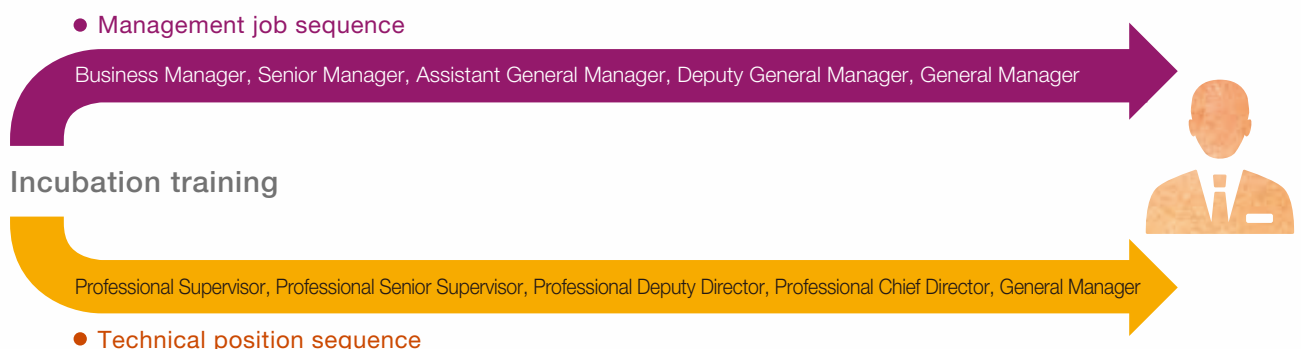 Management job sequence
Business Manager, Senior Manager, Assistant General Manager, Deputy General Manager, General Manager
Incubation training
Professional Supervisor, Professional Senior Supervisor, Professional Deputy Director, Professional Chief Director, General Manager
Technical position sequence